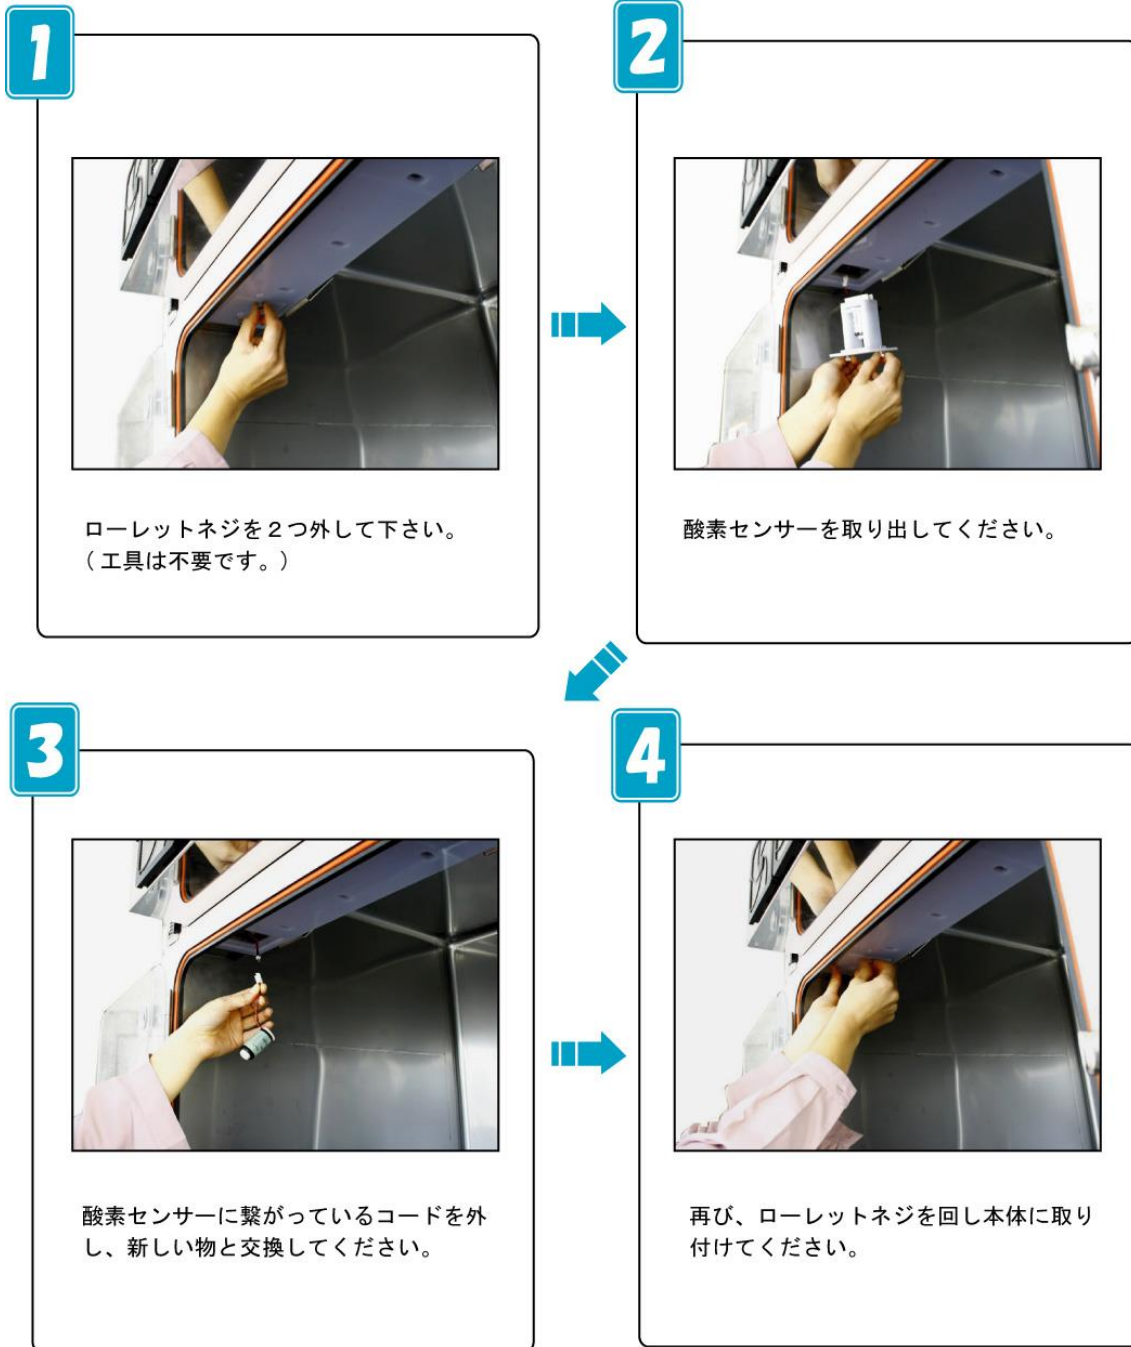 1
ローレットネジを２つ外して下さい。
（工具は不要です。）
2
酸素センサーを取り出してください。
3
酸素センサーに繋がっているコードを外
し、新しい物と交換してください。
4
再び、ローレットネジを回し本体に取り
付けてください。